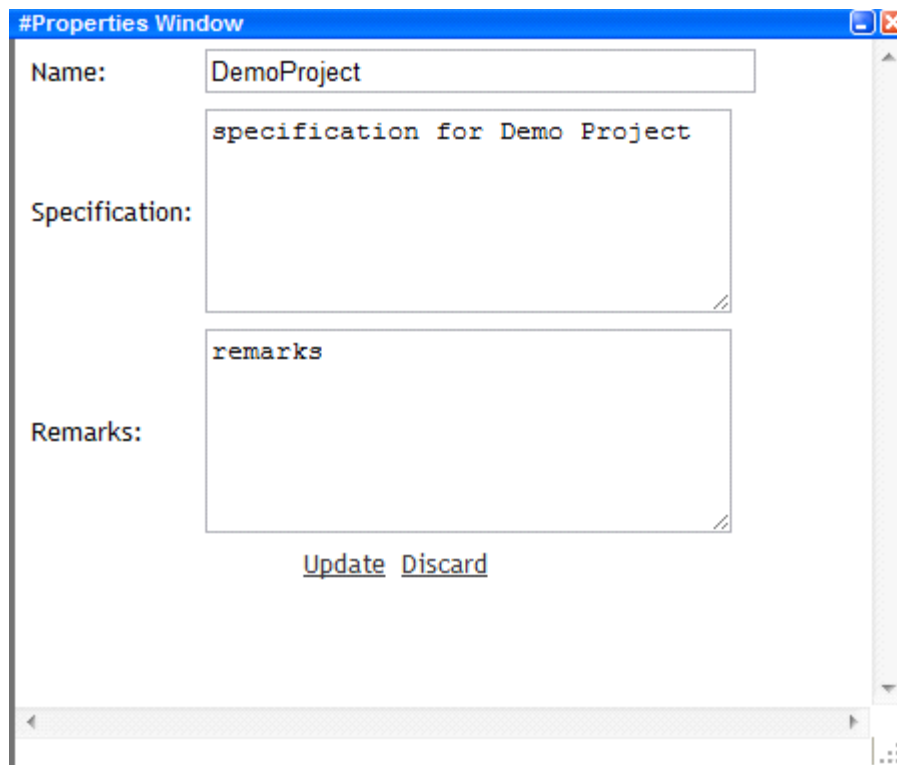 #Properties Window
Name:
DemoProject
Specification:
specification for Demo Project
Remarks:
remarks
Update Discard